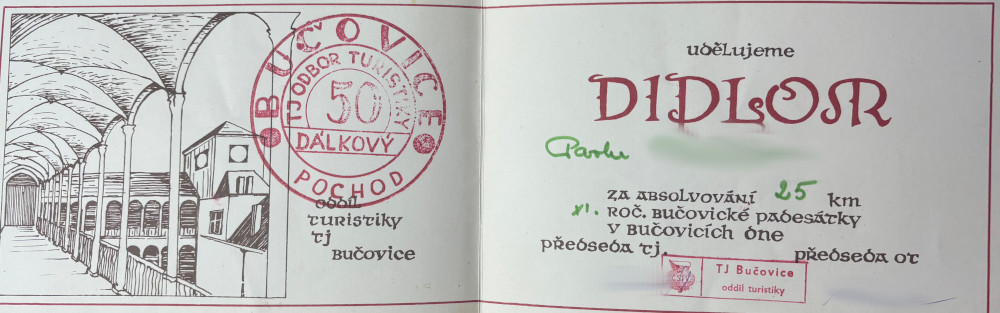 BUČOVICE
TJ ODBOR TURISTIKY
50
DÁLKOVÝ
POCHOD
oddíl
turistiky
tj
Bučovice
udělujeme
DIPLOM
Pavlu
za absolvování 25 km
XI. roč. Bučovické padesátky
v Bučovicích dne
předseda tj. předseda ot
TJ Bučovice
oddíl turistiky